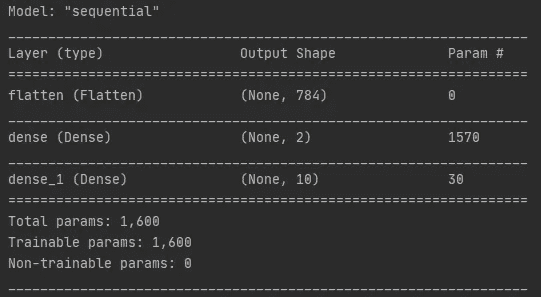 Model: "sequential"
_________________________________________________________________
Layer (type)                 Output Shape              Param #
=================================================================
flatten (Flatten)            (None, 784)               0
_________________________________________________________________
dense (Dense)                (None, 2)                 1570
_________________________________________________________________
dense_1 (Dense)              (None, 10)                30
=================================================================
Total params: 1,600
Trainable params: 1,600
Non-trainable params: 0
_________________________________________________________________